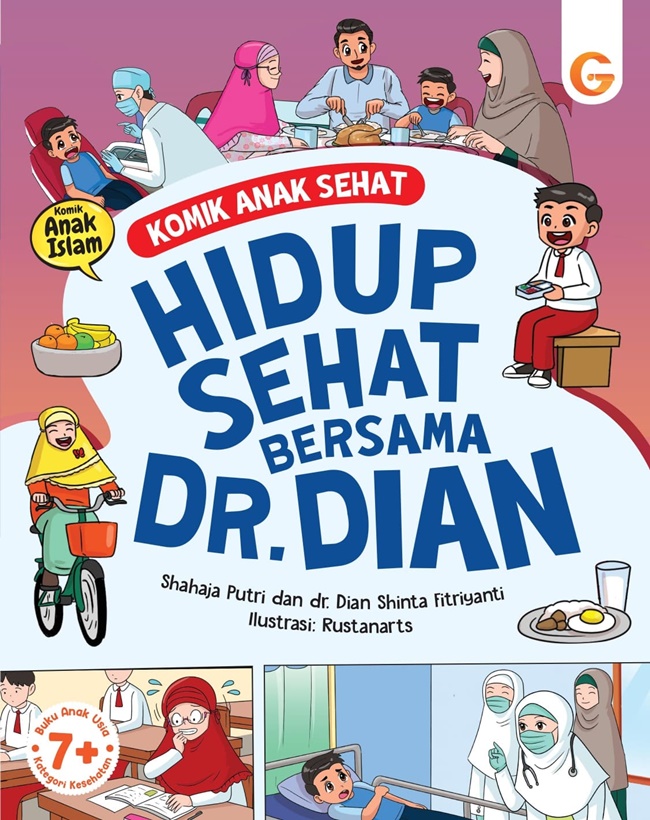 G
KOMIK ANAK SEHAT
Komik
Anak
Islam
HIDUP
SEHAT
BERSAMA
DR. DIAN
Shahaja Putri dan dr. Dian Shinta Fitriyanti
Ilustrasi: Rustanarts
Buku Anak Usia
7+
Kategori Kesehatan